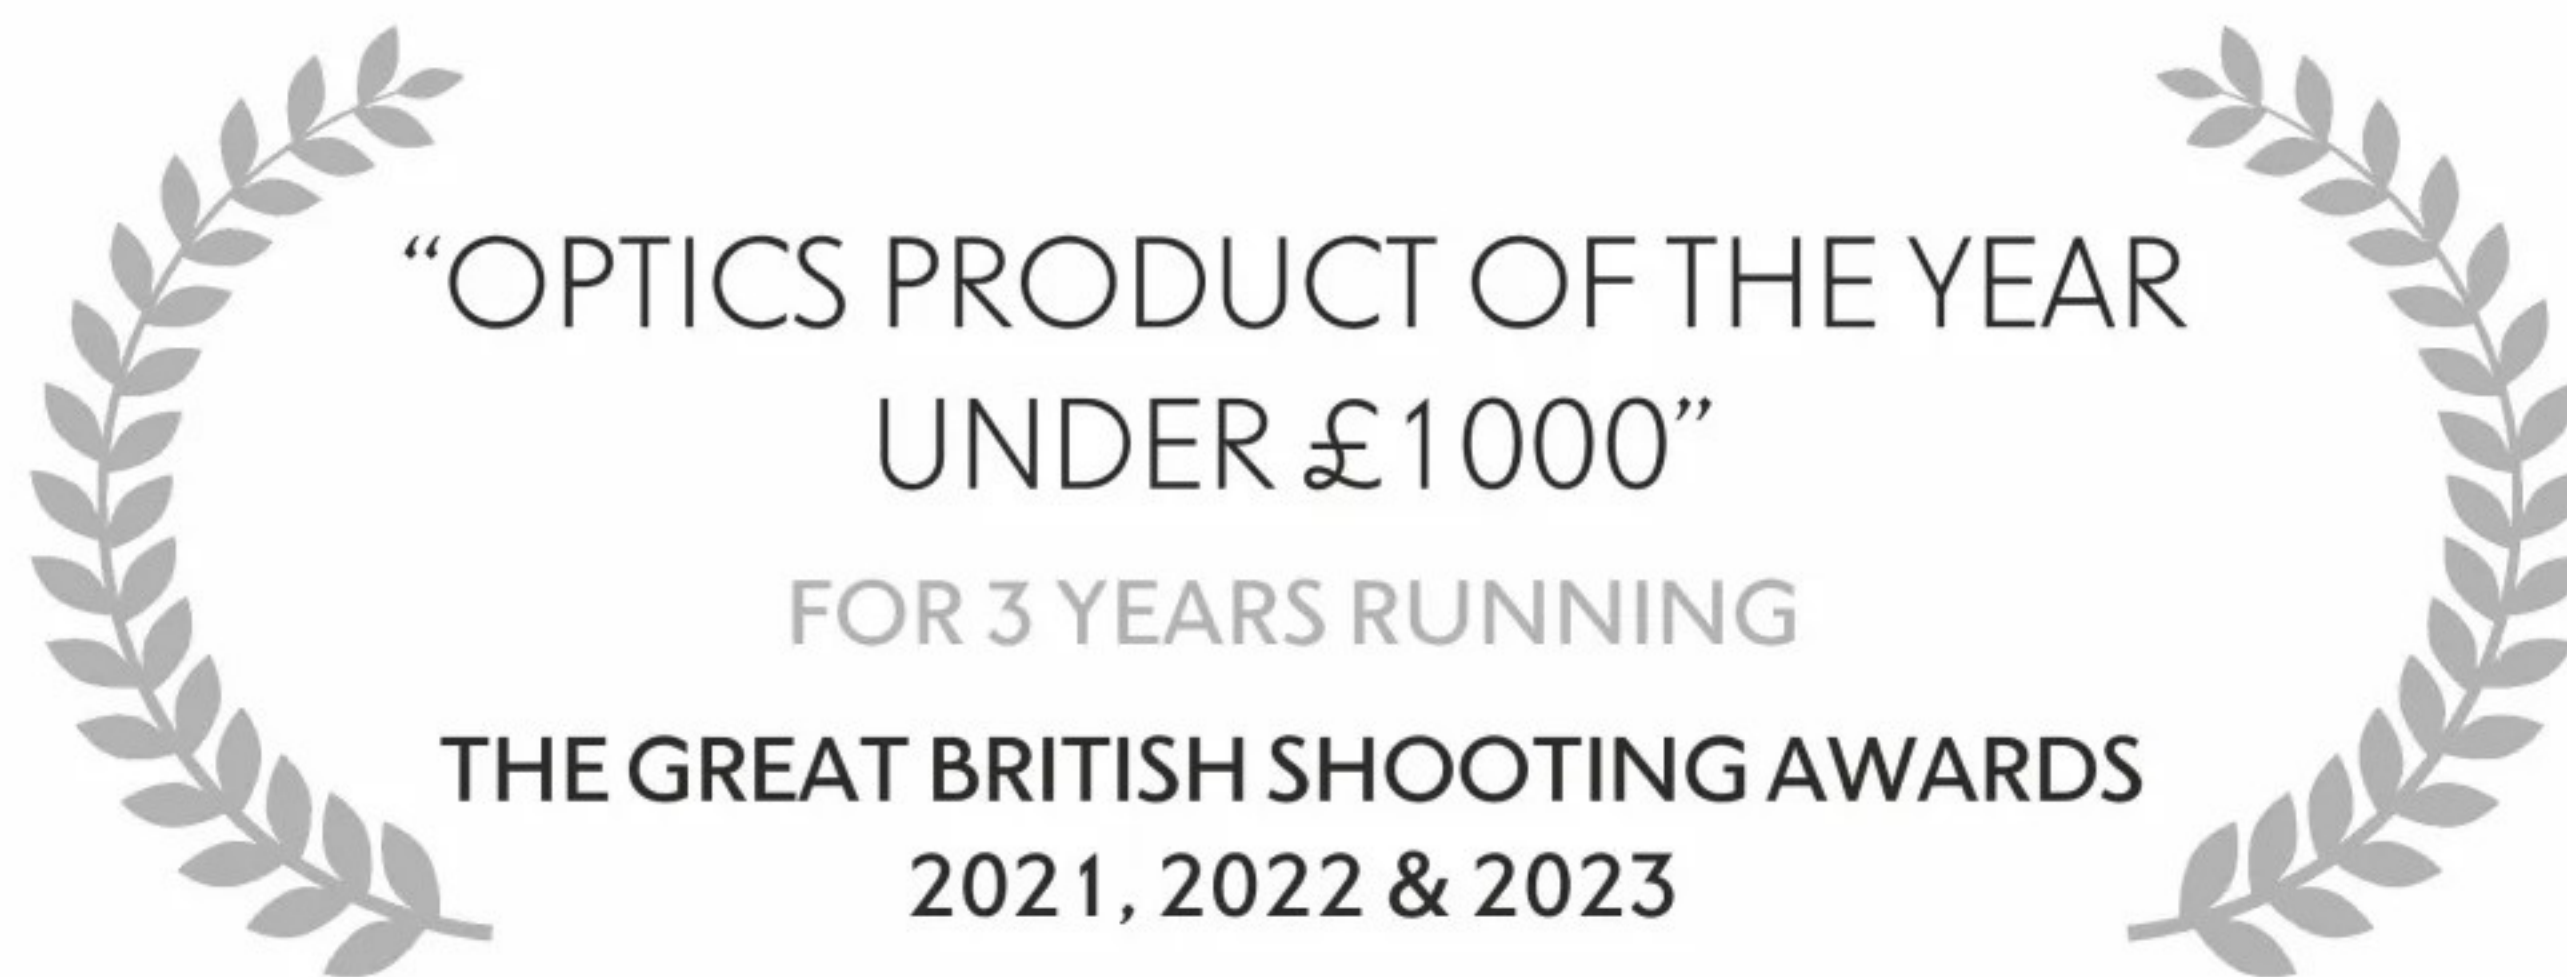 “OPTICS PRODUCT OF THE YEAR
UNDER £1000”
FOR 3 YEARS RUNNING
THE GREAT BRITISH SHOOTING AWARDS
2021, 2022 & 2023